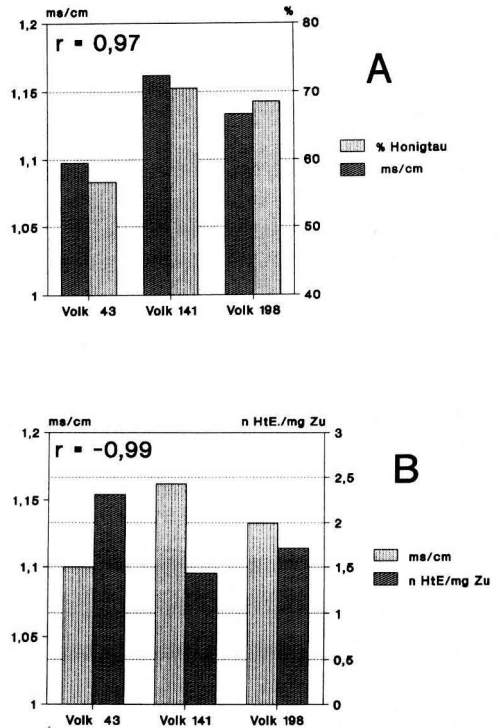 ms/cm %
1,2 80
r = 0,97
A
1,15 70
% Honigtau
1,1 60
ms/cm
1,05 50
1 40
Volk 43 Volk 141 Volk 198
ms/cm n HtE./mg Zu
1,2 3
r = -0,99
B
2,5
1,15
2
ms/cm
1,1 1,5
n HtE/mg Zu
1
1,05
0,5
1 0
Volk 43 Volk 141 Volk 198